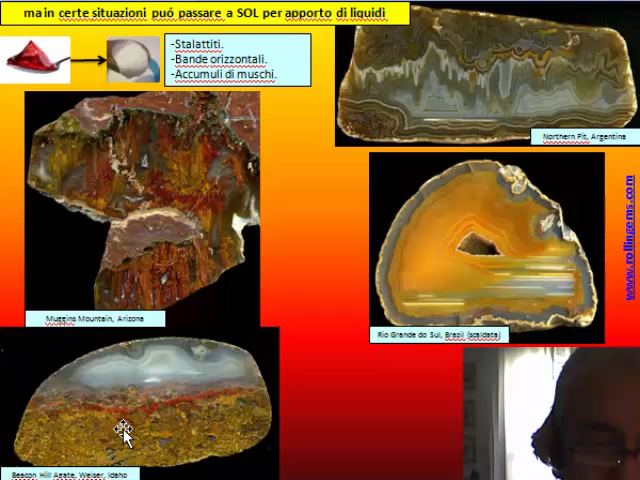 ma in certe situazioni puó passare a SOL per apporto di liquidi
-Stalattiti.
-Bande orizzontali.
-Accumuli di muschi.
Northern Pit, Argentina
www.rollingems.com
Muggins Mountain, Arizona
Rio Grande do Sul, Brazil (scaldata)
Beacon Hill Agate, Weiser, Idaho